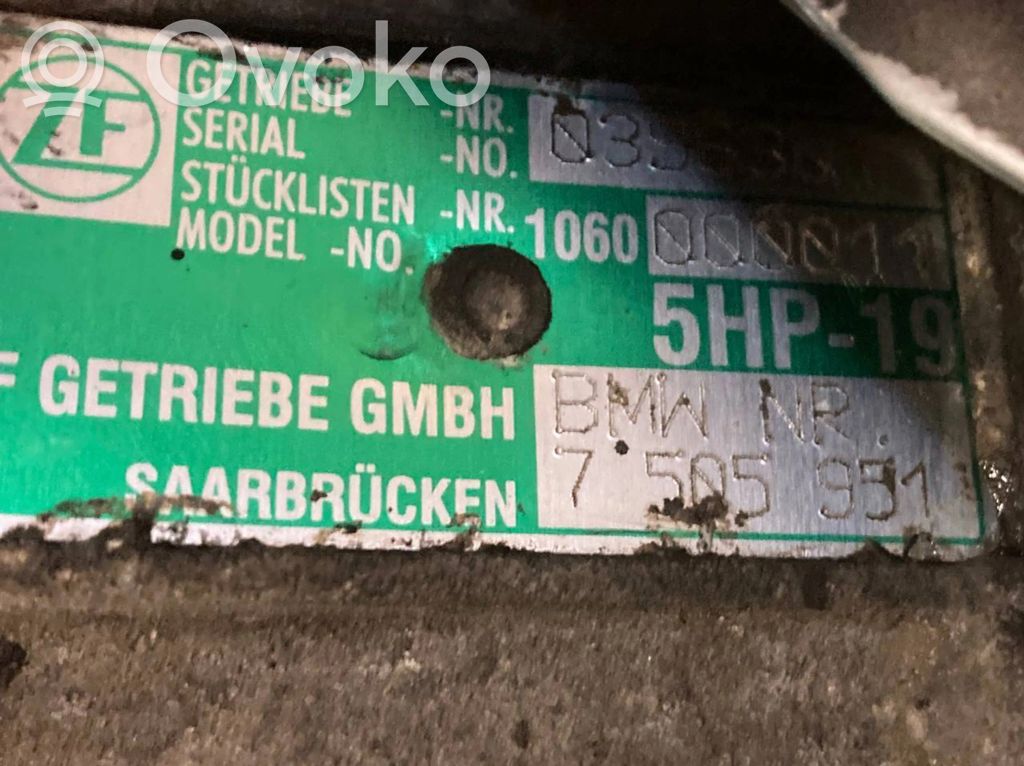 Ovoko
ZF
GETRIEBE -NR.
SERIAL -NO.
STÜCKLISTEN -NR. 1060 000011
MODEL -NO.
5HP-19
F GETRIEBE GMBH BMW NR.
SAARBRÜCKEN 7 505 951